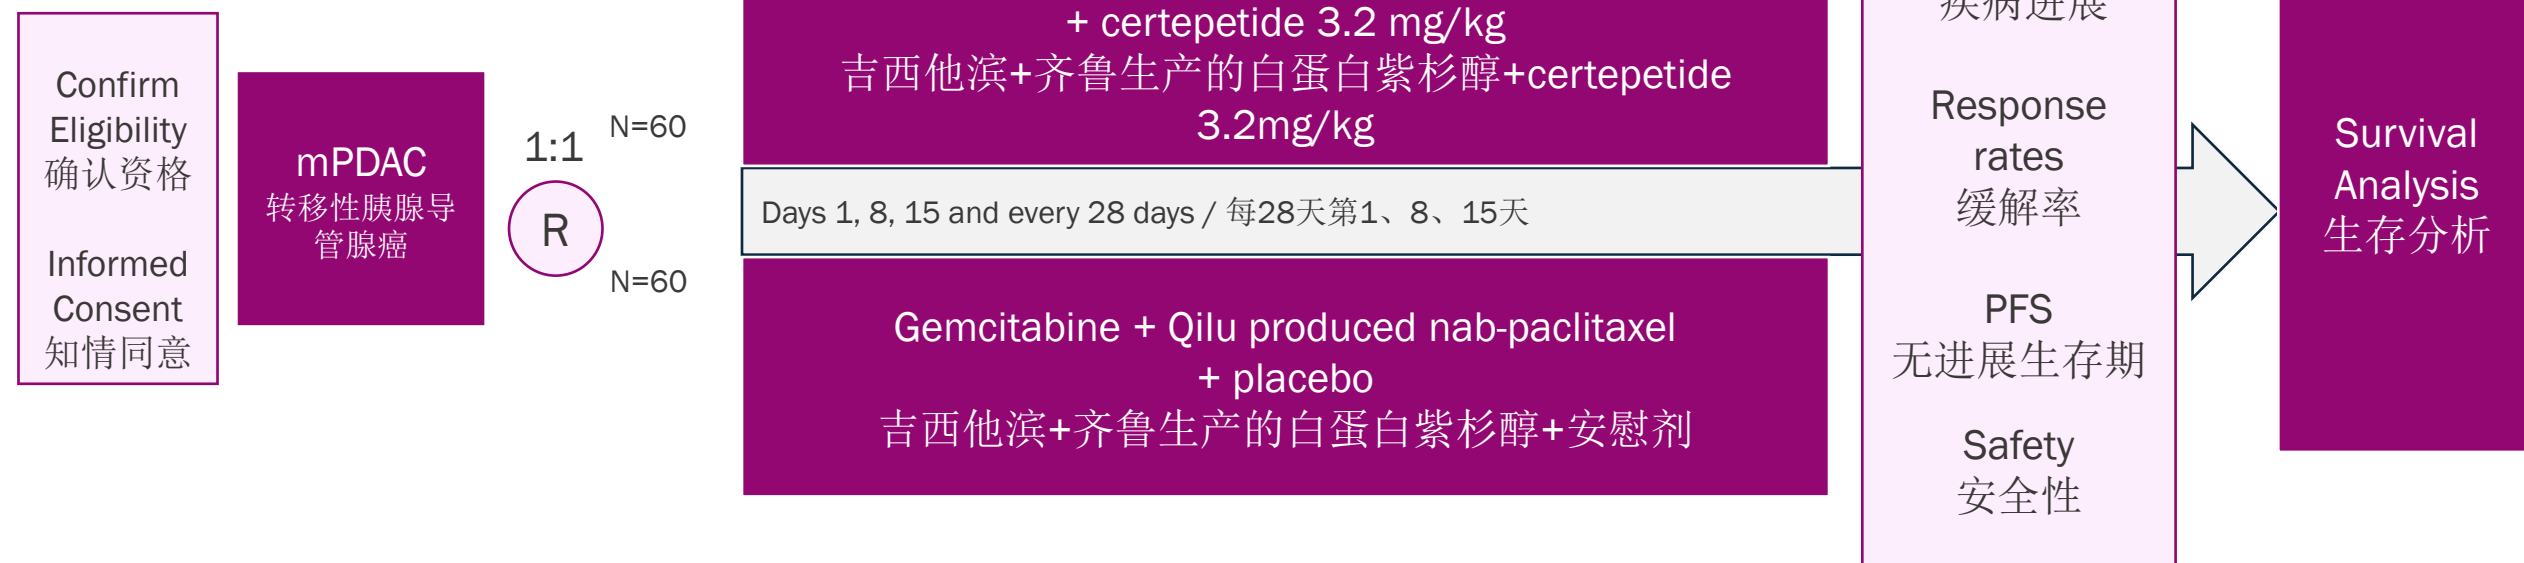 Confirm
Eligibility
确认资格
Informed
Consent
知情同意
mPDAC
转移性胰腺导
管腺癌
1:1
R
N=60
N=60
+ certepetide 3.2 mg/kg
吉西他滨+齐鲁生产的白蛋白紫杉醇+certepetide
3.2mg/kg
Days 1, 8, 15 and every 28 days / 每28天第1、8、15天
Gemcitabine + Qilu produced nab-paclitaxel
+ placebo
吉西他滨+齐鲁生产的白蛋白紫杉醇+安慰剂
疾病进展
Response
rates
缓解率
PFS
无进展生存期
Safety
安全性
Survival
Analysis
生存分析